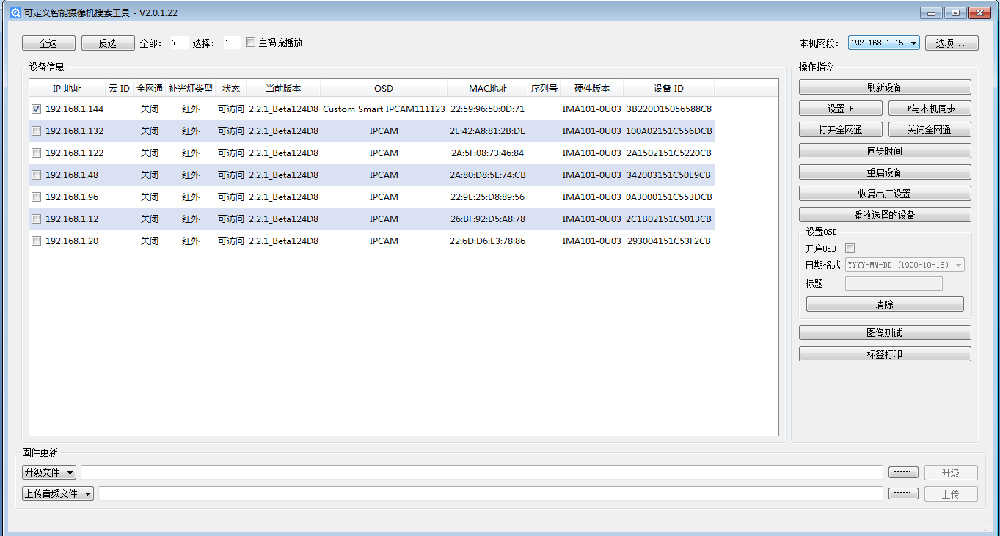 可定义智能摄像机搜索工具 - V2.0.1.22
全选 反选 全部： 7 选择： 1 主码流播放 本机网段： 192.168.1.15 选项...
设备信息
IP 地址 云 ID 全网通 补光灯类型 状态 当前版本 OSD MAC地址 序列号 硬件版本 设备 ID
192.168.1.144 关闭 红外 可访问 2.2.1_Beta124D8 Custom Smart IPCAM111123 22:59:96:50:0D:71 IMA101-0U03 3B220D15056588C8
192.168.1.132 关闭 红外 可访问 2.2.1_Beta124D8 IPCAM 2E:42:A8:81:2B:DE IMA101-0U03 100A02151C556DCB
192.168.1.122 关闭 红外 可访问 2.2.1_Beta124D8 IPCAM 2A:5F:08:73:46:84 IMA101-0U03 2A1502151C5220CB
192.168.1.48 关闭 红外 可访问 2.2.1_Beta124D8 IPCAM 2A:80:D8:5E:74:CB IMA101-0U03 342003151C50E9CB
192.168.1.96 关闭 红外 可访问 2.2.1_Beta124D8 IPCAM 22:9E:25:D8:89:56 IMA101-0U03 0A3000151C553DCB
192.168.1.12 关闭 红外 可访问 2.2.1_Beta124D8 IPCAM 26:BF:92:D5:A8:78 IMA101-0U03 2C1B02151C5013CB
192.168.1.20 关闭 红外 可访问 2.2.1_Beta124D8 IPCAM 22:6D:D6:E3:78:86 IMA101-0U03 293004151C53F2CB
操作指令
刷新设备
设置IP IP与本机同步
打开全网通 关闭全网通
同步时间
重启设备
恢复出厂设置
播放选择的设备
设置OSD
开启OSD
日期格式 YYYY-MM-DD (1990-10-15)
标题
清除
图像测试
标签打印
固件更新
升级文件 ······ 升级
上传音频文件 ······ 上传